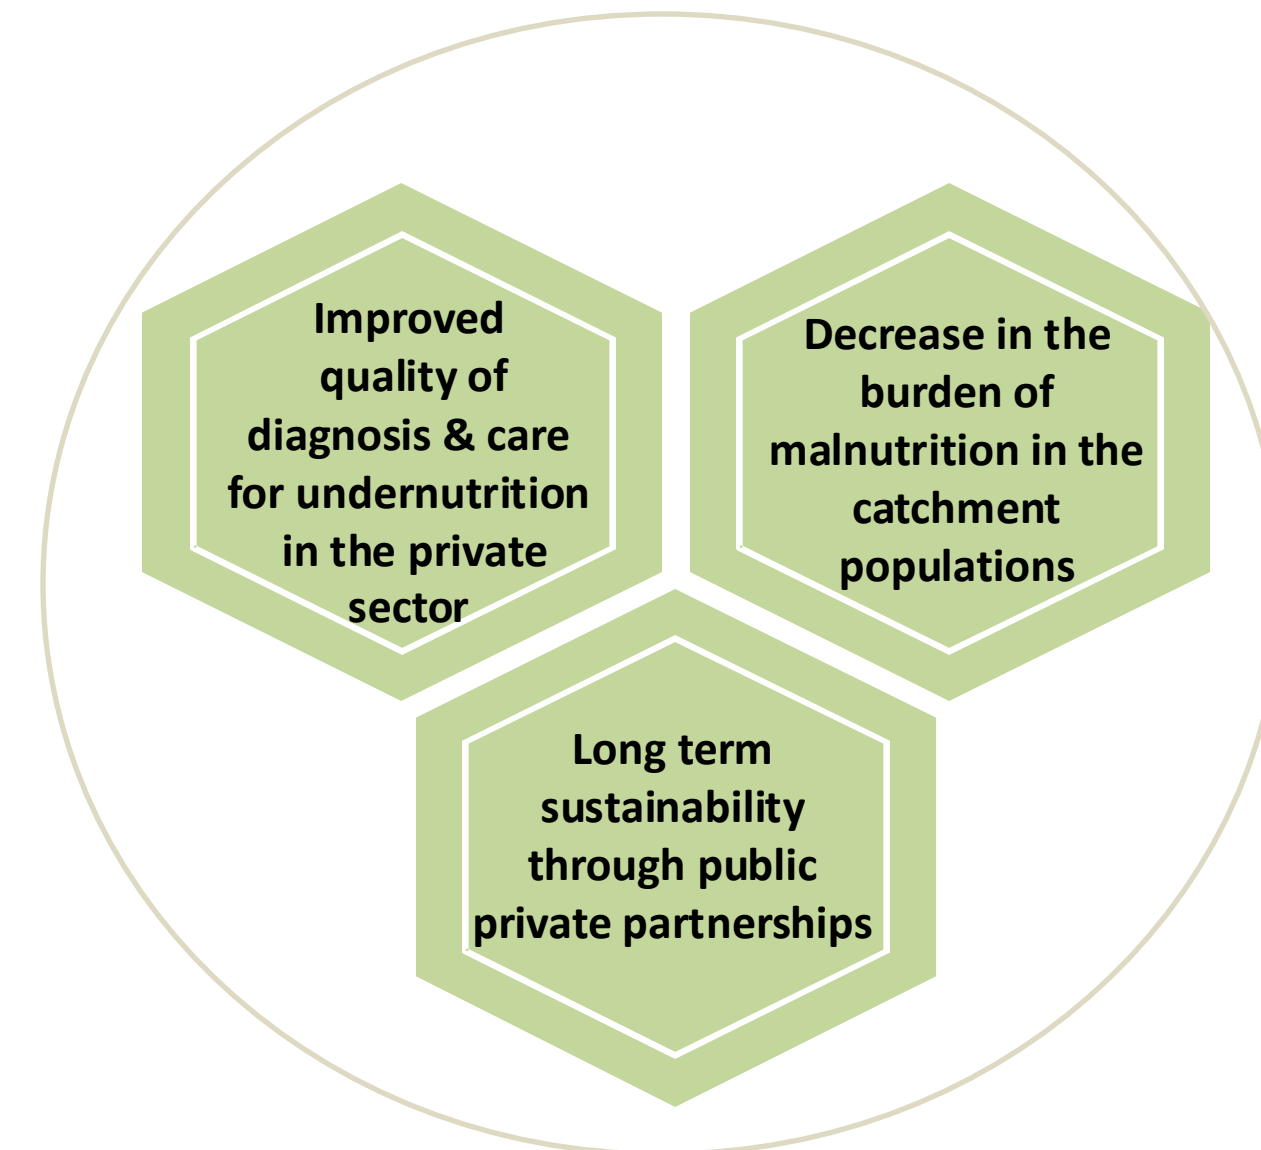 Improved
quality of
diagnosis & care
for undernutrition
in the private
sector
Decrease in the
burden of
malnutrition in the
catchment
populations
Long term
sustainability
through public
private partnerships